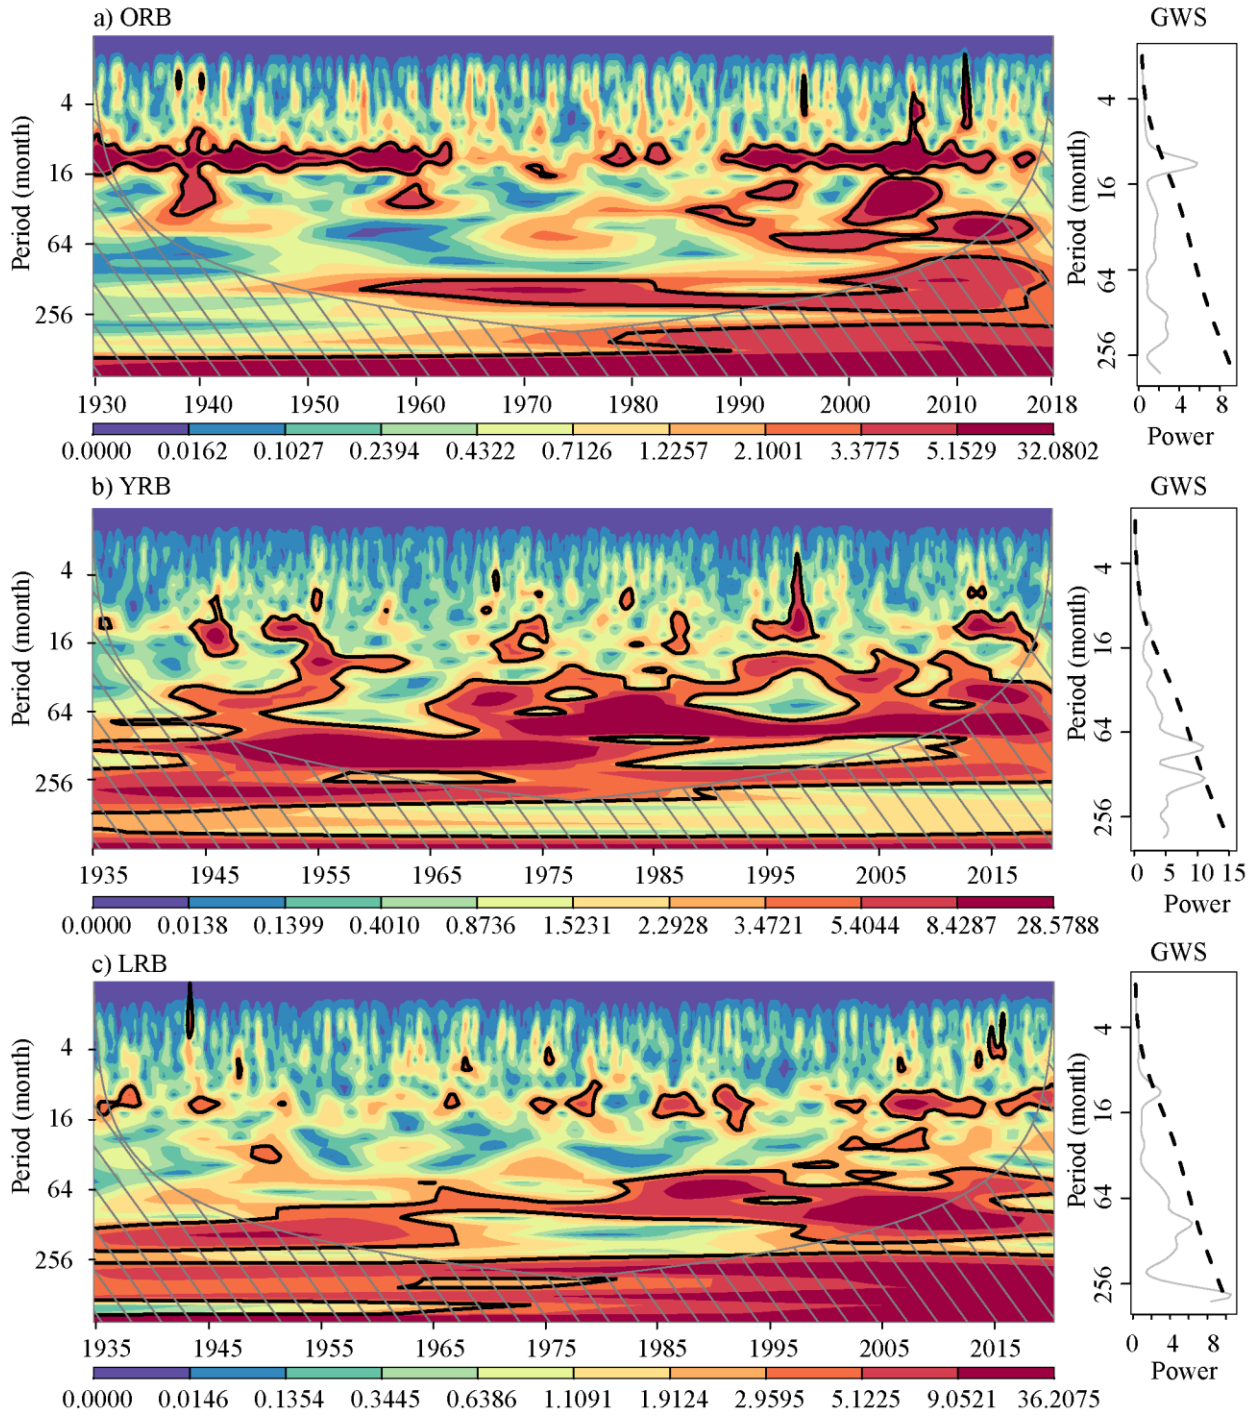 a) ORB
GWS
Period (month)
4
16
64
256
1930 1940 1950 1960 1970 1980 1990 2000 2010 2018
0.0000 0.0162 0.1027 0.2394 0.4322 0.7126 1.2257 2.1001 3.3775 5.1529 32.0802
Period (month)
4
16
64
256
0 4 8
Power
b) YRB
GWS
Period (month)
4
16
64
256
1935 1945 1955 1965 1975 1985 1995 2005 2015
0.0000 0.0138 0.1399 0.4010 0.8736 1.5231 2.2928 3.4721 5.4044 8.4287 28.5788
Period (month)
4
16
64
256
0 5 10 15
Power
c) LRB
GWS
Period (month)
4
16
64
256
1935 1945 1955 1965 1975 1985 1995 2005 2015
0.0000 0.0146 0.1354 0.3445 0.6386 1.1091 1.9124 2.9595 5.1225 9.0521 36.2075
Period (month)
4
16
64
256
0 4 8
Power